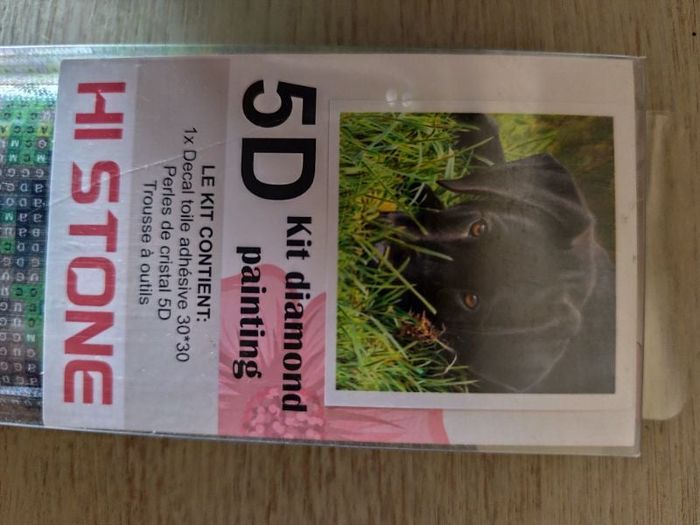 5D Kit diamond
painting
LE KIT CONTIENT:
1x Decal toile adhésive 30*30
Perles de cristal 5D
Trousse à outils
HI STONE